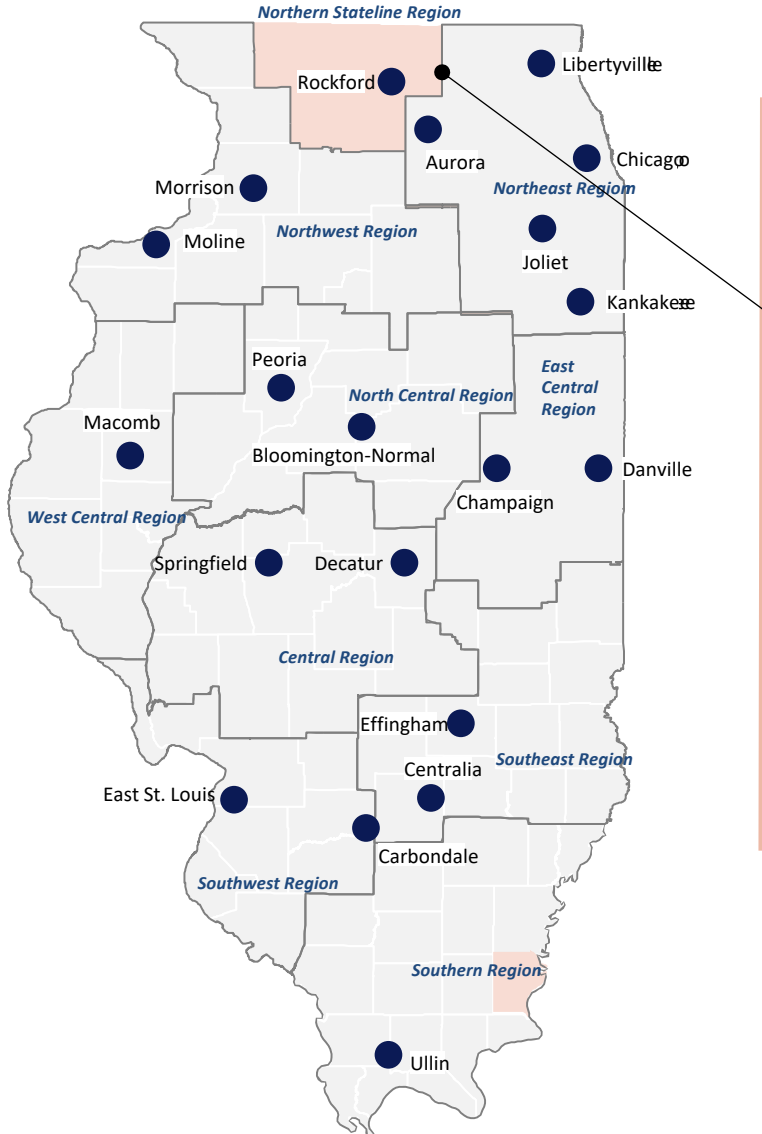 Northern Stateline Region
Libertyville
Rockford
Aurora
Chicago
Morrison
Northeast Region
Northwest Region
Moline
Joliet
Kankakee
Peoria
East
Central
Region
North Central Region
Macomb
Bloomington-Normal
Danville
Champaign
West Central Region
Springfield
Decatur
Central Region
Effingham
Southeast Region
Centralia
East St. Louis
Carbondale
Southwest Region
Southern Region
Ullin